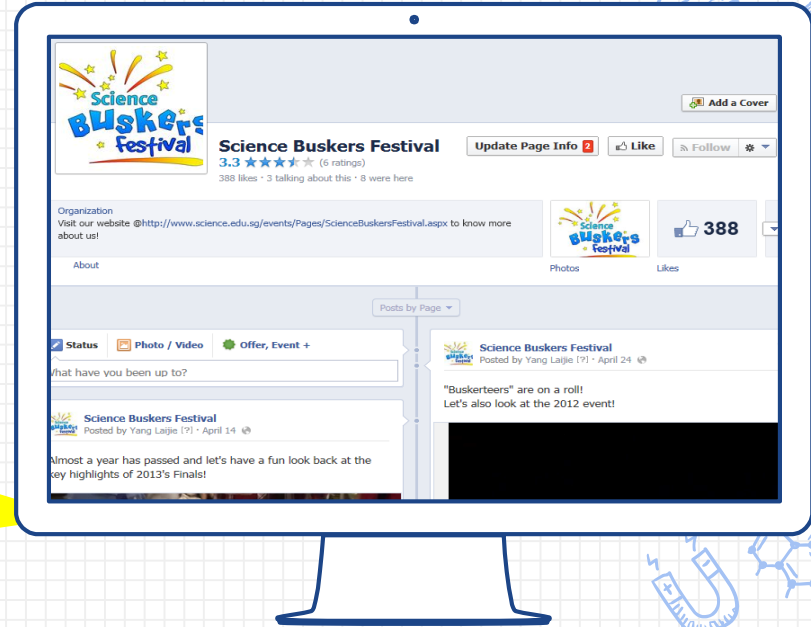 Science
Buskers
Festival
Add a Cover
Science Buskers Festival
Update Page Info 2
Like
Follow
3.3 (6 ratings)
388 likes · 3 talking about this · 8 were here
Organization
Visit our website @http://www.science.edu.sg/events/Pages/ScienceBuskersFestival.aspx to know more
about us!
About
Science
Buskers
Festival
388
Photos
Likes
Posts by Page
Status
Photo / Video
Offer, Event +
What have you been up to?
Science Buskers Festival
Posted by Yang Laijie [?] · April 14
Almost a year has passed and let's have a fun look back at the
key highlights of 2013's Finals!
Science Buskers Festival
Posted by Yang Laijie [?] · April 24
"Buskerteers" are on a roll!
Let's also look at the 2012 event!